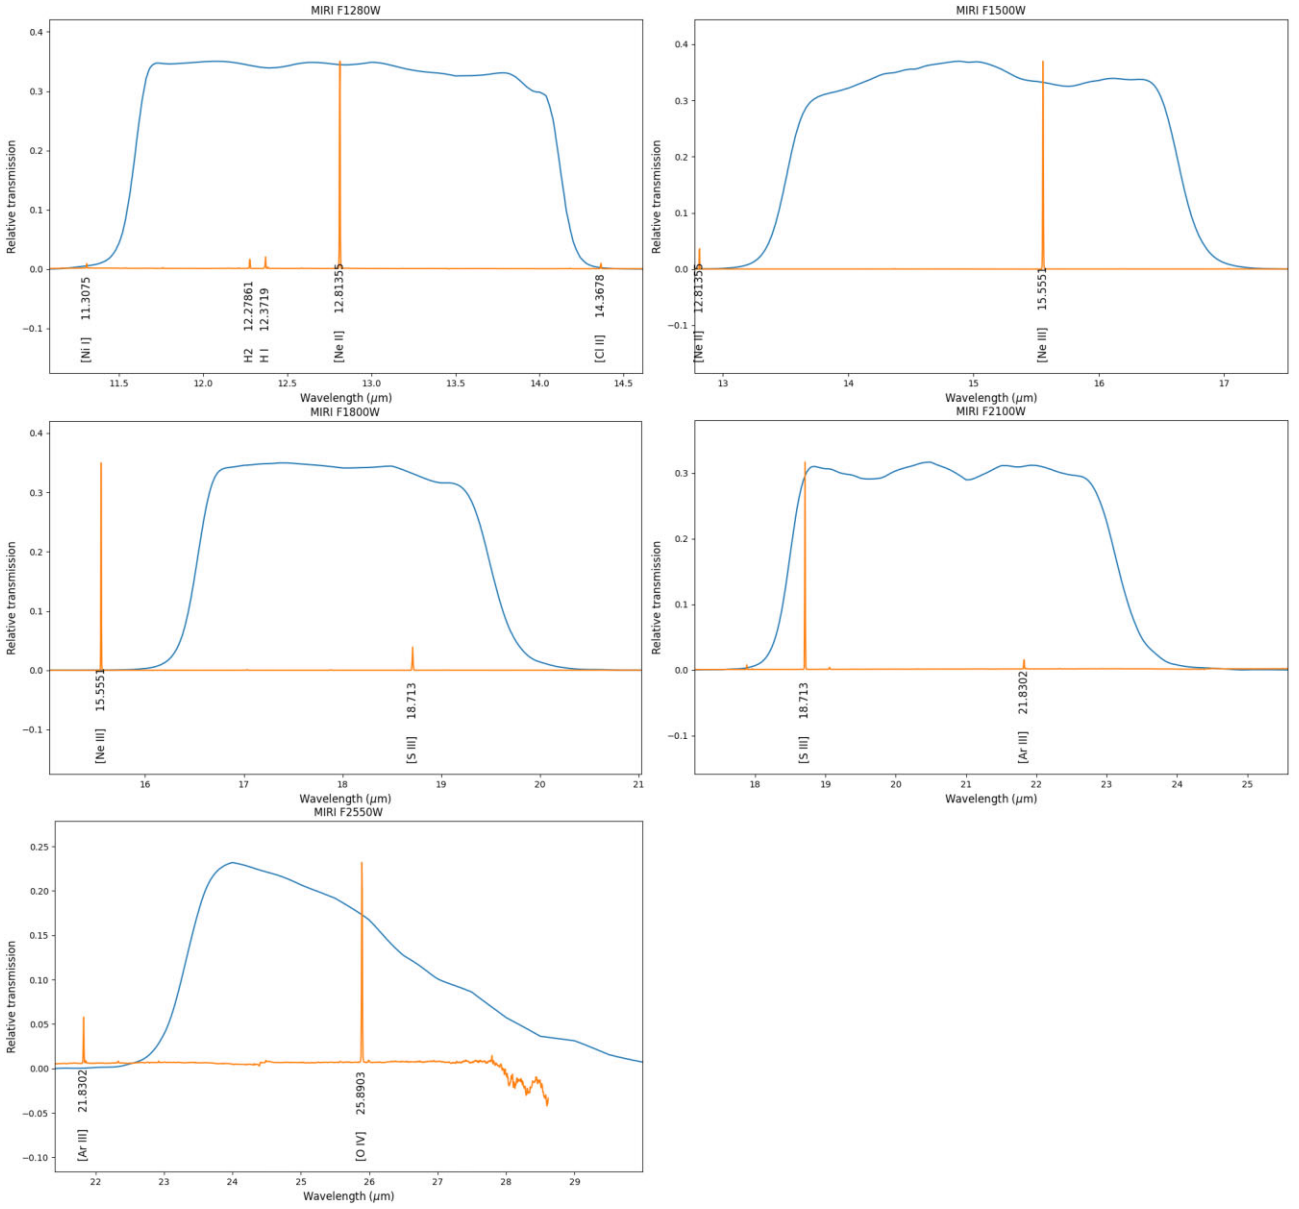 MIRI F1280W
0.4
0.3
0.2
0.1
0.0
−0.1
Relative transmission
[Ni I] 11.3075
H2 12.27861
H I 12.3719
[Ne II] 12.81355
[Cl II] 14.3678
11.5 12.0 12.5 13.0 13.5 14.0 14.5
Wavelength (μm)
MIRI F1500W
0.4
0.3
0.2
0.1
0.0
−0.1
Relative transmission
[Ne II] 12.81355
[Ne III] 15.5551
13 14 15 16 17
Wavelength (μm)
MIRI F1800W
0.4
0.3
0.2
0.1
0.0
−0.1
Relative transmission
[Ne III] 15.5551
[S III] 18.713
16 17 18 19 20 21
Wavelength (μm)
MIRI F2100W
0.3
0.2
0.1
0.0
−0.1
Relative transmission
[S III] 18.713
[Ar III] 21.8302
18 19 20 21 22 23 24 25
Wavelength (μm)
MIRI F2550W
0.25
0.20
0.15
0.10
0.05
0.00
−0.05
−0.10
Relative transmission
[Ar III] 21.8302
[O IV] 25.8903
22 23 24 25 26 27 28 29
Wavelength (μm)